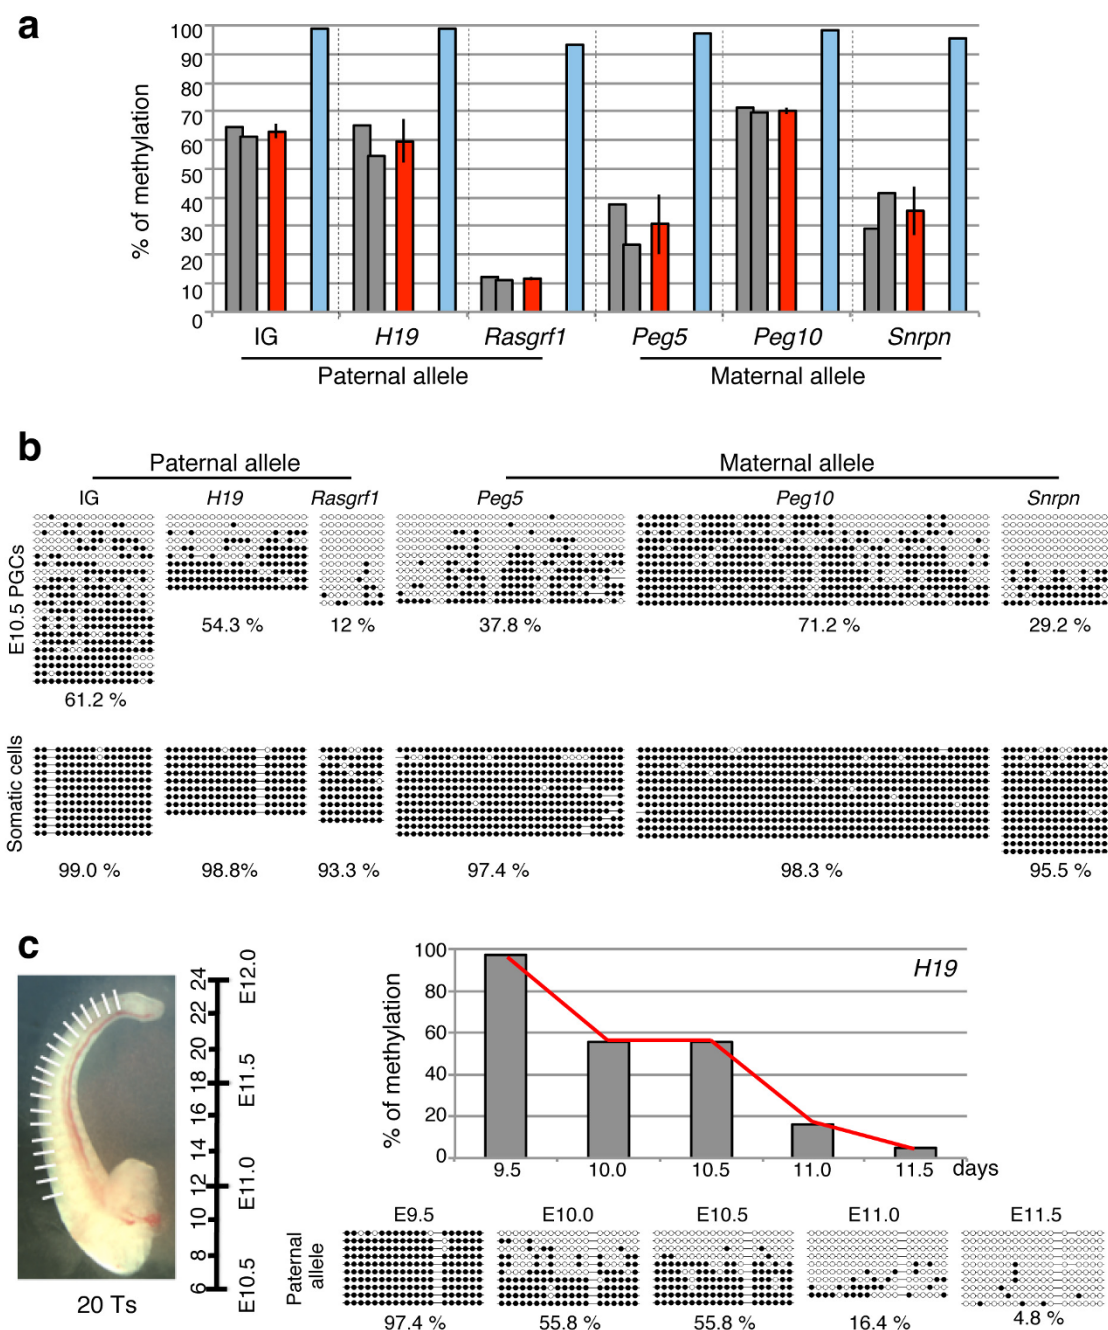 a
% of methylation
100
90
80
70
60
50
40
30
20
10
0
IG H19 Rasgrf1 Peg5 Peg10 Snrpn
Paternal allele Maternal allele
b
Paternal allele Maternal allele
IG H19 Rasgrf1 Peg5 Peg10 Snrpn
E10.5 PGCs
54.3 % 12 % 37.8 % 71.2 % 29.2 %
61.2 %
Somatic cells
99.0 % 98.8% 93.3 % 97.4 % 98.3 % 95.5 %
c
24
22
20
18
16
14
12
10
8
6
E12.0
E11.5
E11.0
E10.5
20 Ts
% of methylation
100
80
60
40
20
0
H19
9.5 10.0 10.5 11.0 11.5 days
E9.5 E10.0 E10.5 E11.0 E11.5
Paternal
allele
97.4 % 55.8 % 55.8 % 16.4 % 4.8 %